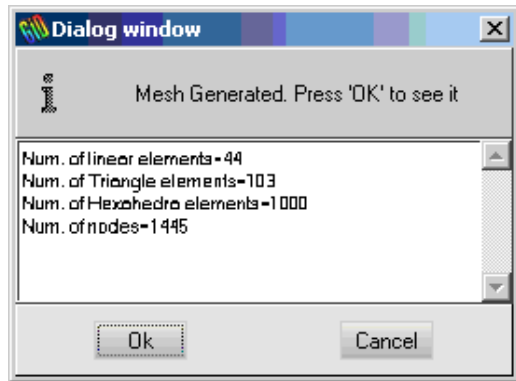 Dialog window
Mesh Generated. Press 'OK' to see it
Num. of linear elements=44
Num. of Triangle elements=103
Num. of Hexahedra elements=1000
Num. of nodes=1445
Ok
Cancel